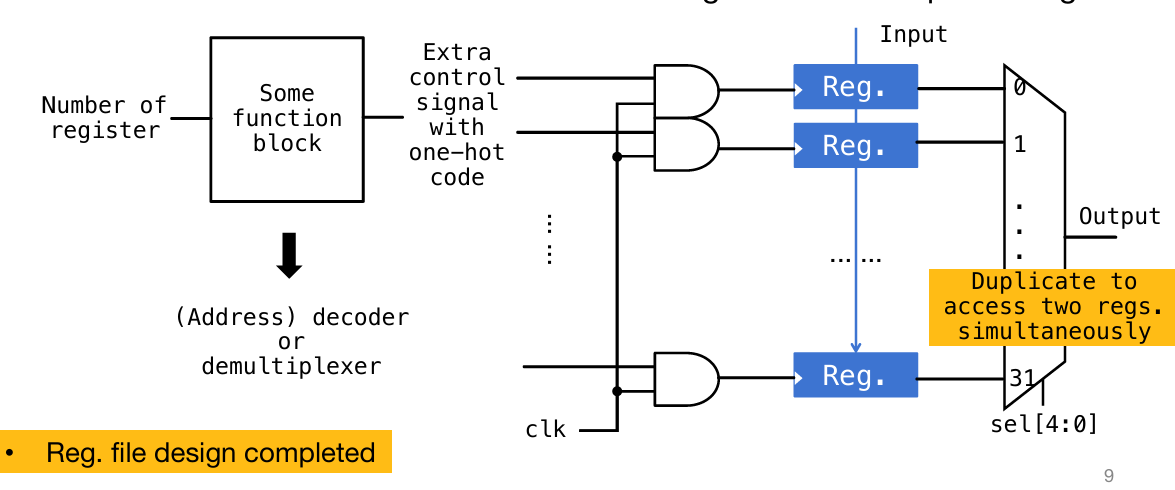 Input
Extra
control
signal
with
one-hot
code
Number of
register
Some
function
block
Reg.
0
Reg.
1
.
.
.
Output
......
... ...
Duplicate to
access two regs.
simultaneously
(Address) decoder
or
demultiplexer
Reg.
31
clk
sel[4:0]
• Reg. file design completed
9